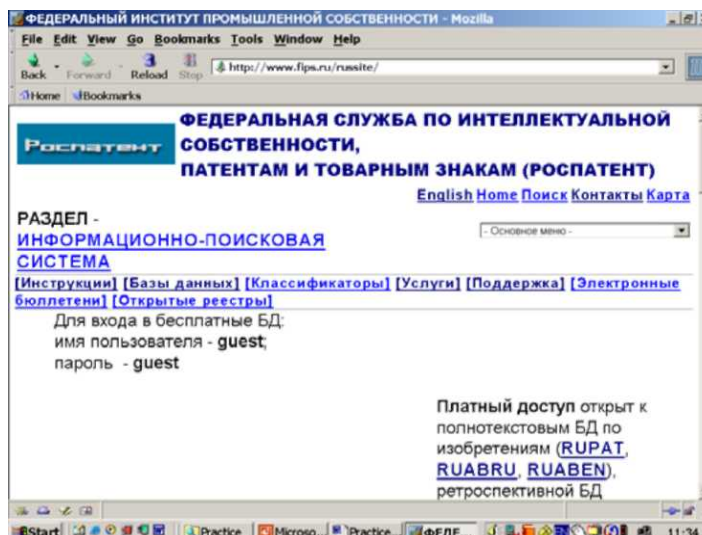 ФЕДЕРАЛЬНЫЙ ИНСТИТУТ ПРОМЫШЛЕННОЙ СОБСТВЕННОСТИ - Mozilla
File Edit View Go Bookmarks Tools Window Help
Back Forward Reload Stop http://www.fips.ru/russite/
Home Bookmarks
Роспатент
ФЕДЕРАЛЬНАЯ СЛУЖБА ПО ИНТЕЛЛЕКТУАЛЬНОЙ
СОБСТВЕННОСТИ,
ПАТЕНТАМ И ТОВАРНЫМ ЗНАКАМ (РОСПАТЕНТ)
English Home Поиск Контакты Карта
РАЗДЕЛ -
ИНФОРМАЦИОННО-ПОИСКОВАЯ
СИСТЕМА
- Основное меню -
[Инструкции] [Базы данных] [Классификаторы] [Услуги] [Поддержка] [Электронные
бюллетени] [Открытые реестры]
Для входа в бесплатные БД:
имя пользователя - guest;
пароль - guest
Платный доступ открыт к
полнотекстовым БД по
изобретениям (RUPAT,
RUABRU, RUABEN),
ретроспективной БД
Start Practice Microso... Practice... ФЕДЕ... 11:34